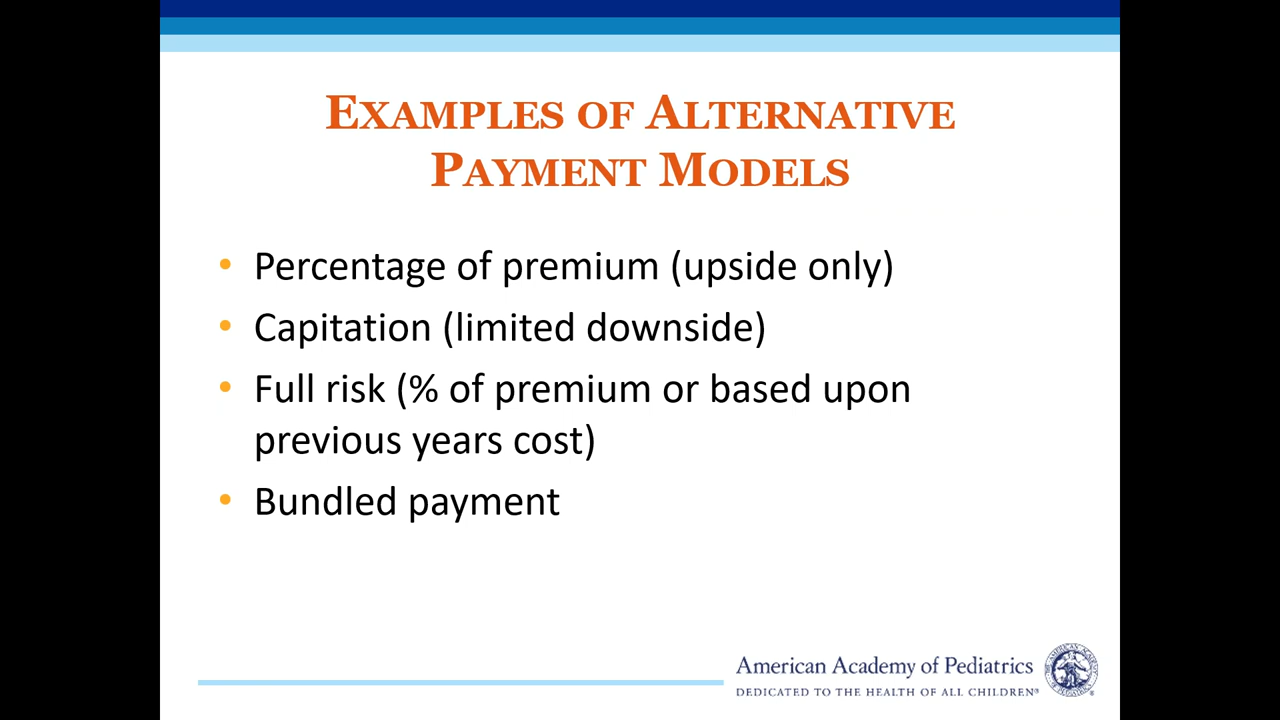 EXAMPLES OF ALTERNATIVE
PAYMENT MODELS
• Percentage of premium (upside only)
• Capitation (limited downside)
• Full risk (% of premium or based upon
previous years cost)
• Bundled payment
American Academy of Pediatrics
DEDICATED TO THE HEALTH OF ALL CHILDREN®